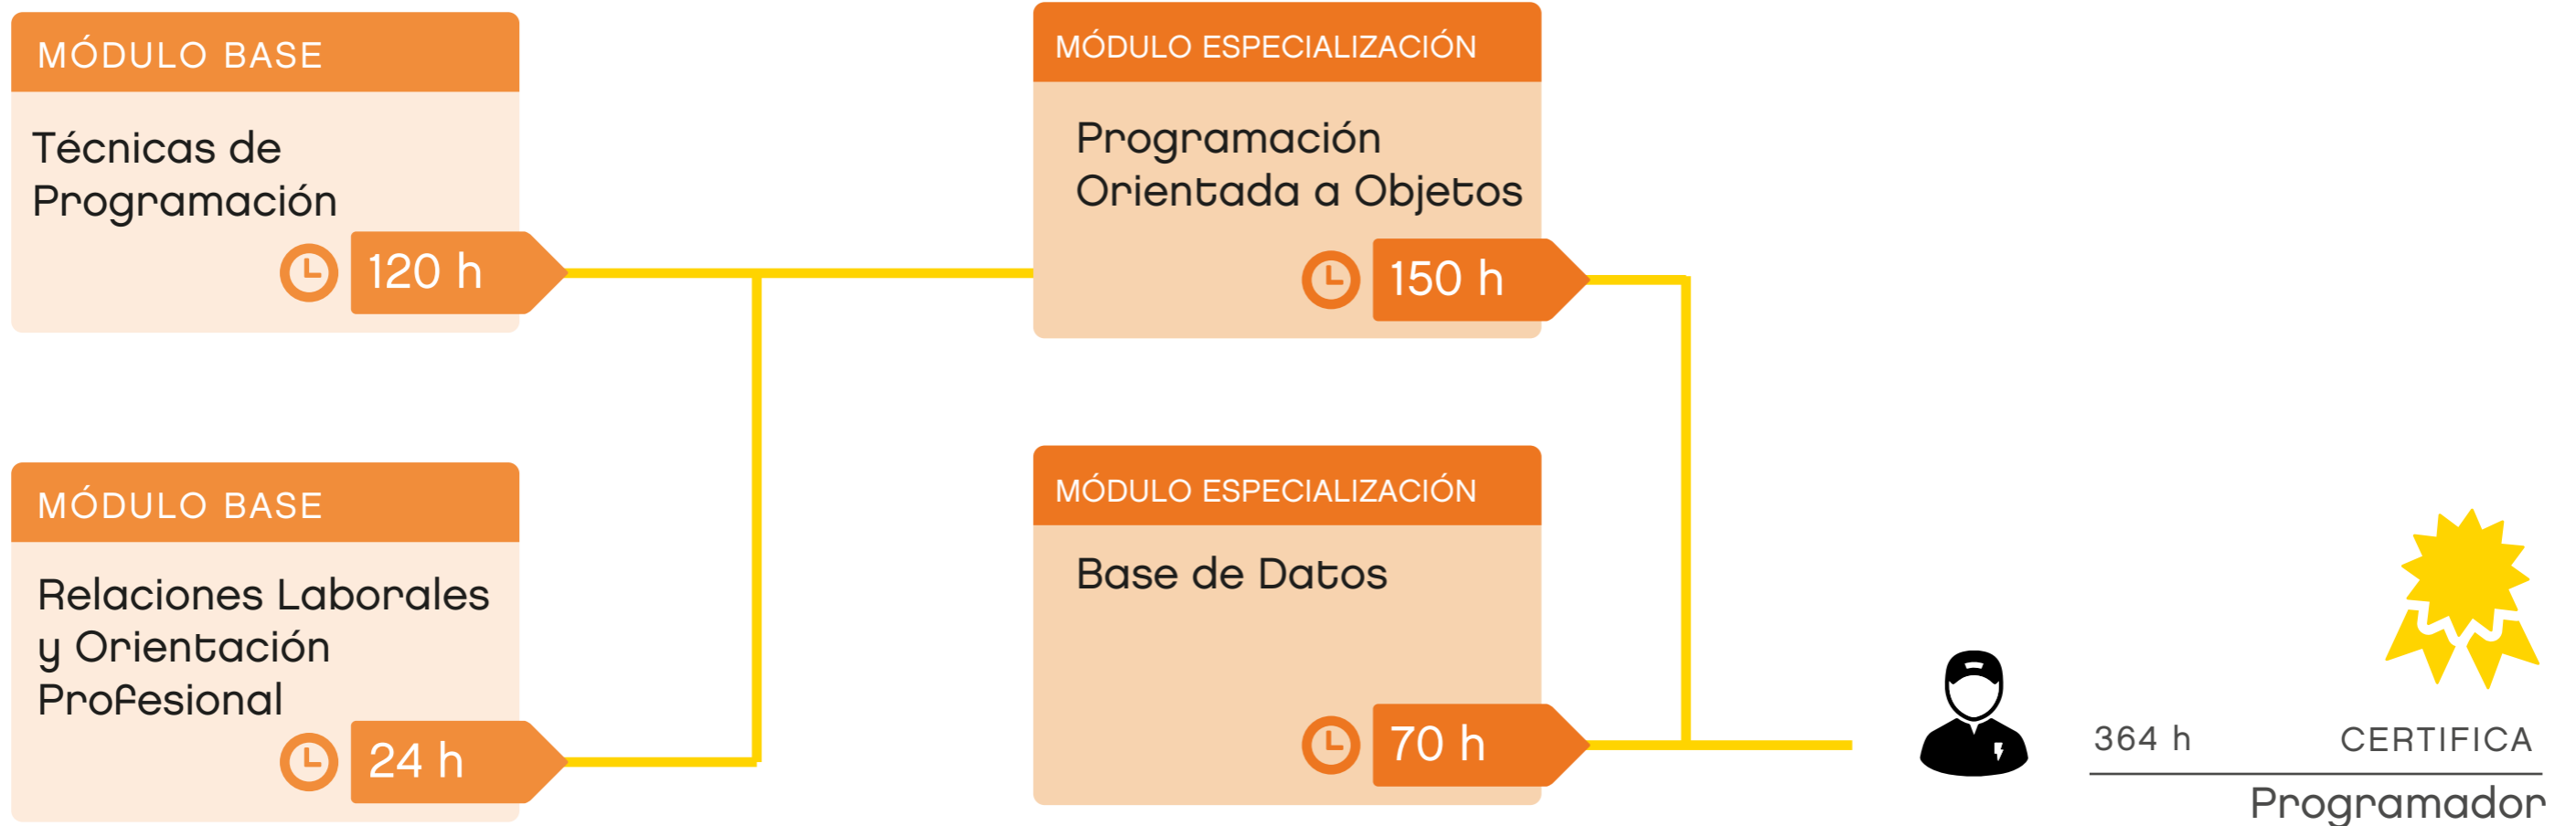 MÓDULO BASE
Técnicas de
Programación
120 h
MÓDULO BASE
Relaciones Laborales
y Orientación
Profesional
24 h
MÓDULO ESPECIALIZACIÓN
Programación
Orientada a Objetos
150 h
MÓDULO ESPECIALIZACIÓN
Base de Datos
70 h
364 h
CERTIFICA
Programador